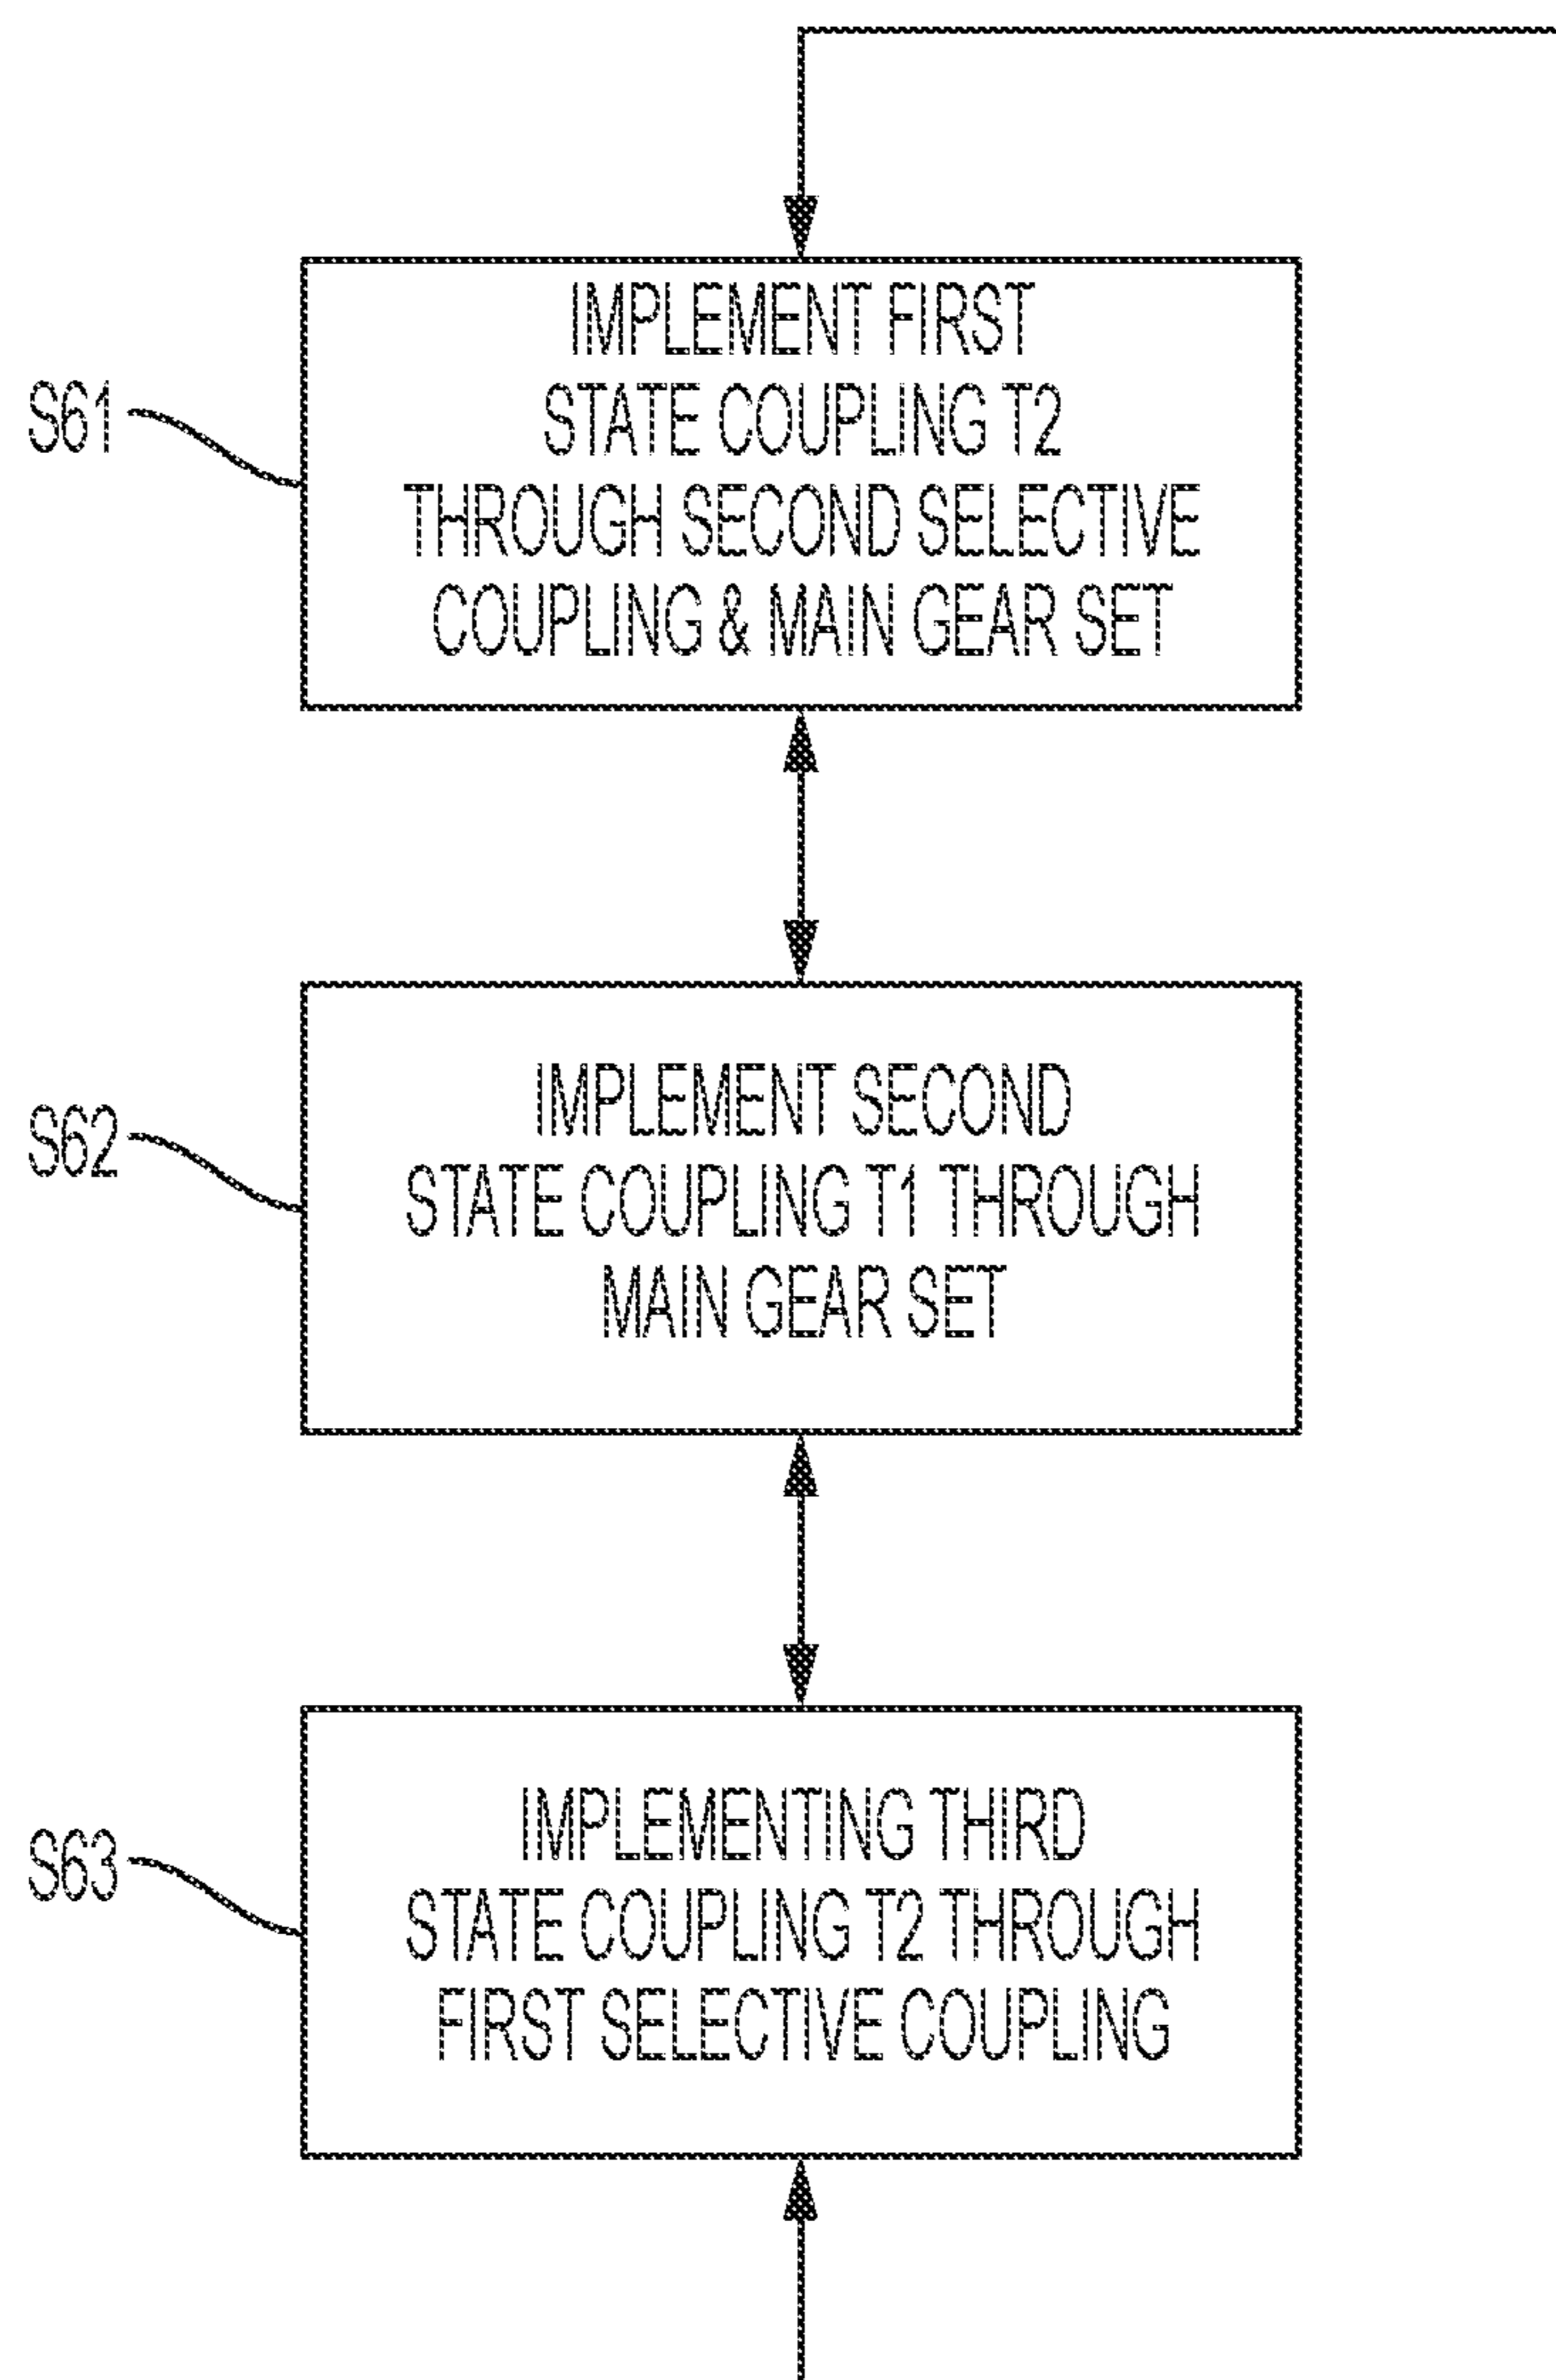 IMPLEMENT FIRST
STATE COUPLING T2
THROUGH SECOND SELECTIVE
COUPLING & MAIN GEAR SET
S61
IMPLEMENT SECOND
STATE COUPLING T1 THROUGH
MAIN GEAR SET
S62
IMPLEMENTING THIRD
STATE COUPLING T2 THROUGH
FIRST SELECTIVE COUPLING
S63